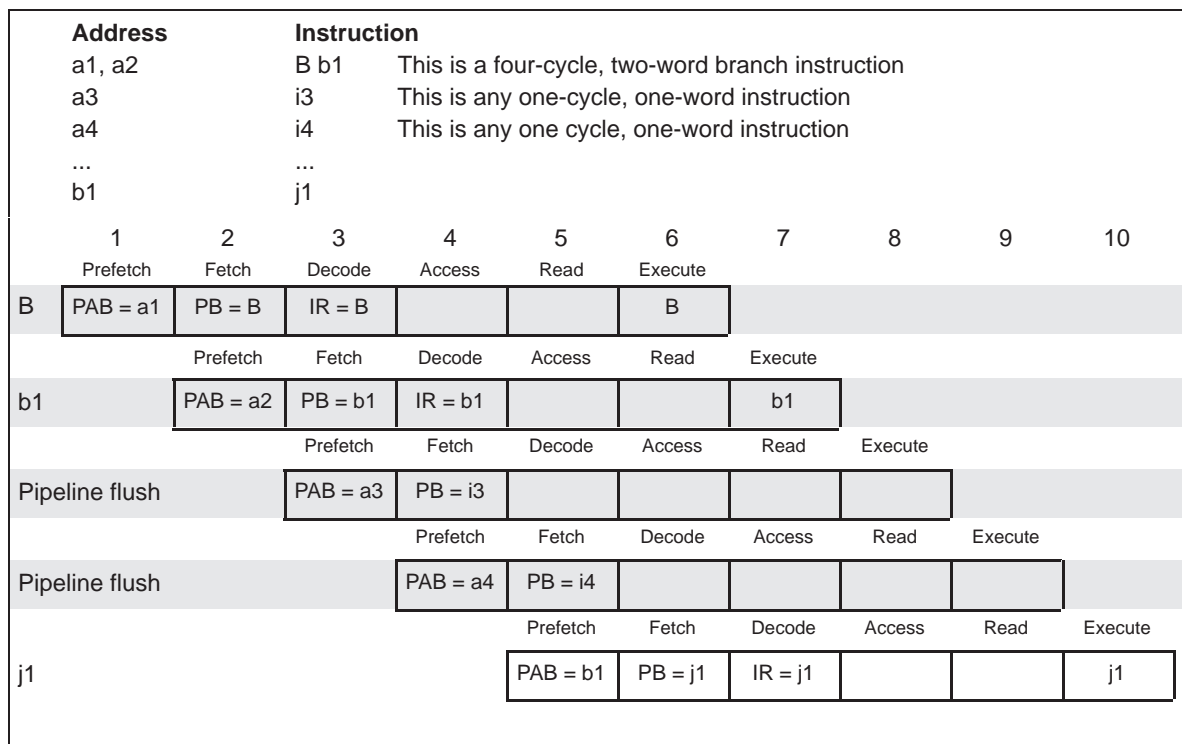 Address Instruction
a1, a2 B b1 This is a four-cycle, two-word branch instruction
a3 i3 This is any one-cycle, one-word instruction
a4 i4 This is any one cycle, one-word instruction
... ...
b1 j1
1 2 3 4 5 6 7 8 9 10
Prefetch Fetch Decode Access Read Execute
B PAB = a1 PB = B IR = B B
Prefetch Fetch Decode Access Read Execute
b1 PAB = a2 PB = b1 IR = b1 b1
Prefetch Fetch Decode Access Read Execute
Pipeline flush PAB = a3 PB = i3
Prefetch Fetch Decode Access Read Execute
Pipeline flush PAB = a4 PB = i4
Prefetch Fetch Decode Access Read Execute
j1 PAB = b1 PB = j1 IR = j1 j1